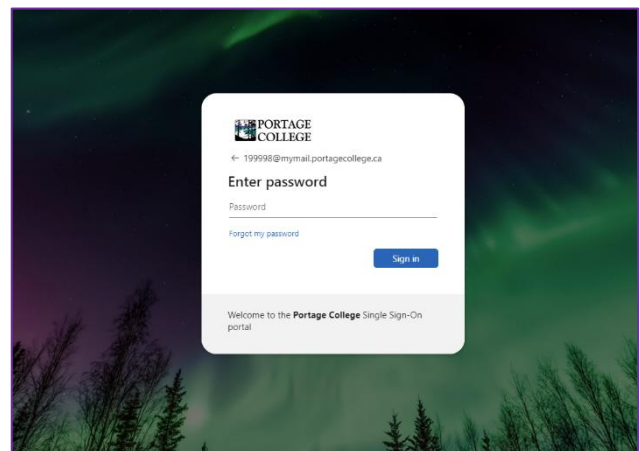 PORTAGE
COLLEGE
← 199998@mymail.portagecollege.ca
Enter password
Password
Forgot my password
Sign in
Welcome to the Portage College Single Sign-On
portal